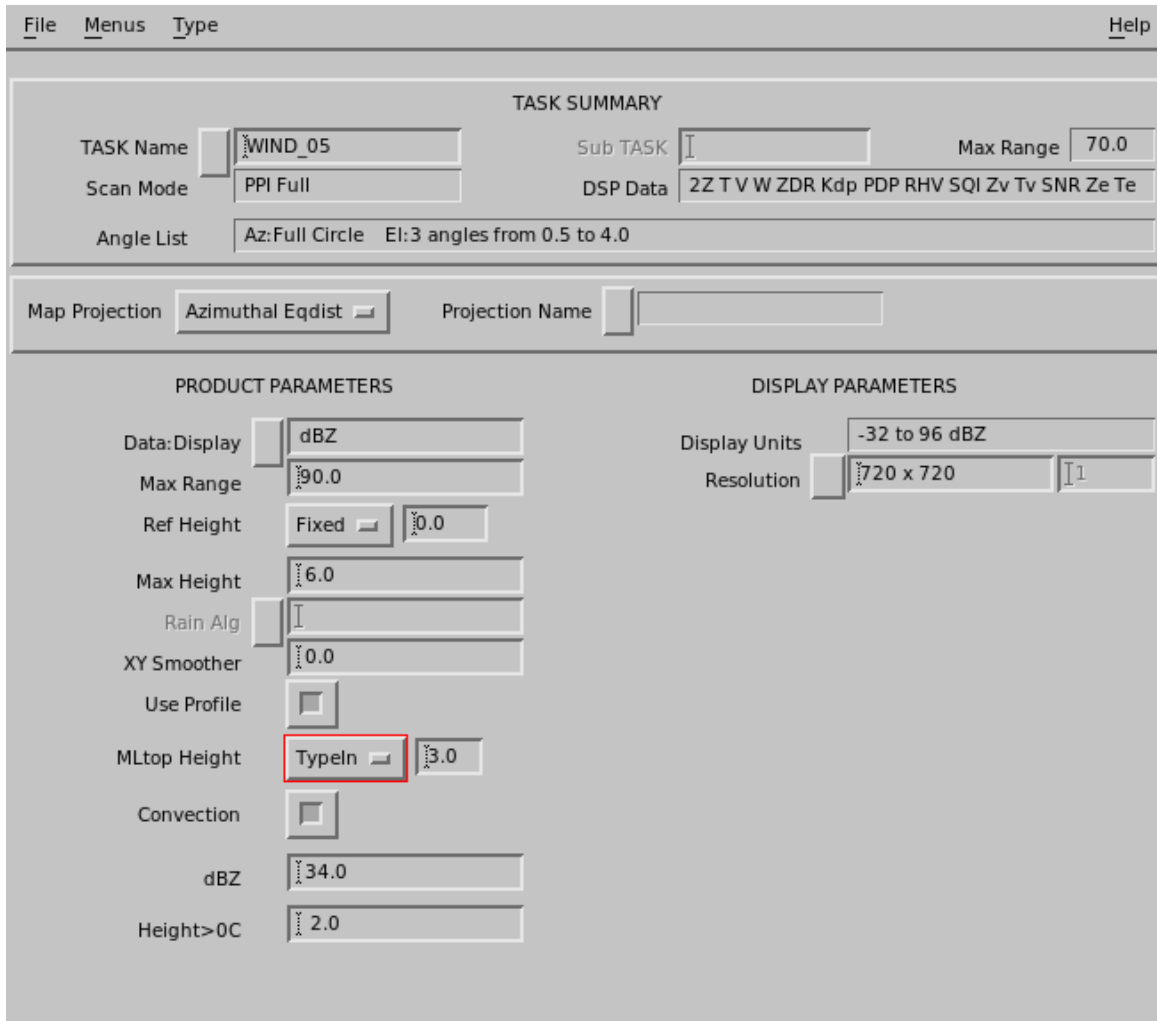 File Menus Type Help
TASK SUMMARY
TASK Name WIND_05 Sub TASK Max Range 70.0
Scan Mode PPI Full DSP Data 2Z T V W ZDR Kdp PDP RHV SQI Zv Tv SNR Ze Te
Angle List Az:Full Circle El:3 angles from 0.5 to 4.0
Map Projection Azimuthal Eqdist Projection Name
PRODUCT PARAMETERS DISPLAY PARAMETERS
Data:Display dBZ Display Units -32 to 96 dBZ
Max Range 90.0 Resolution 720 x 720 1
Ref Height Fixed 0.0
Max Height 6.0
Rain Alg
XY Smoother 0.0
Use Profile
MLtop Height TypeIn 3.0
Convection
dBZ 34.0
Height>0C 2.0